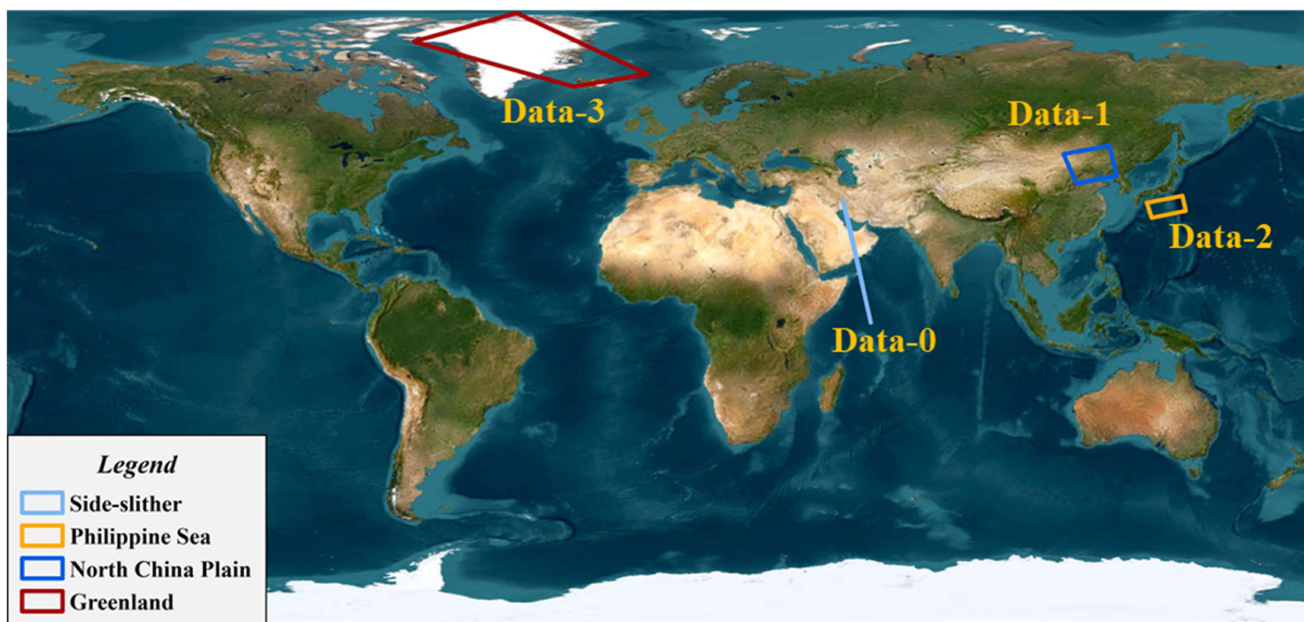 Data-3
Data-1
Data-2
Data-0
Legend
Side-slither
Philippine Sea
North China Plain
Greenland